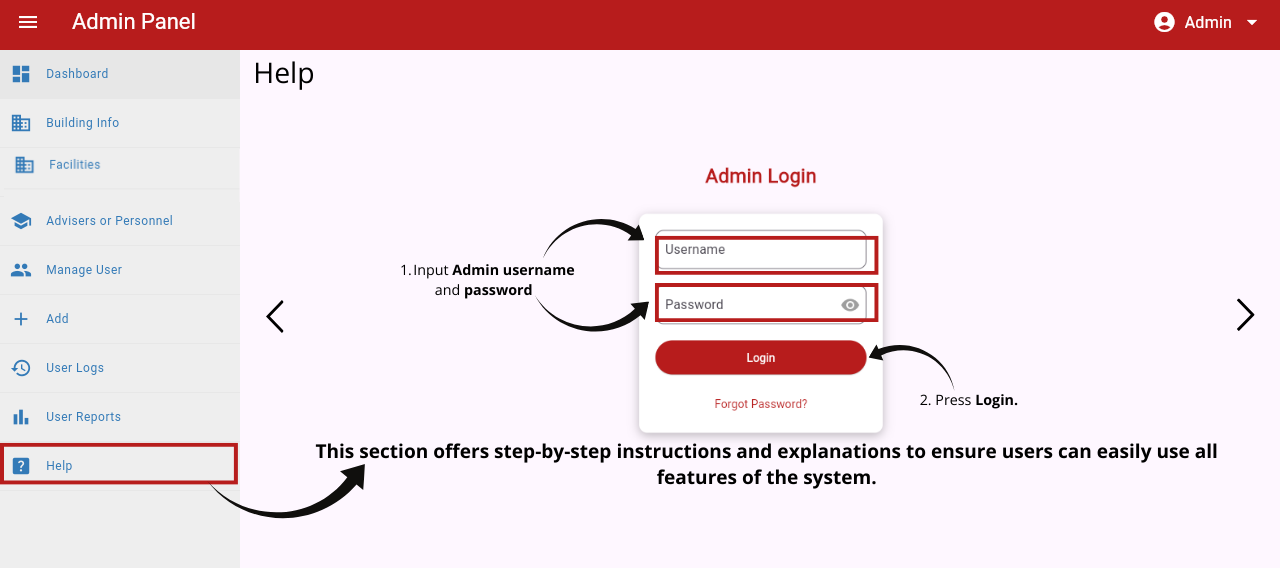 Admin Panel
Admin
Dashboard
Building Info
Facilities
Advisers or Personnel
Manage User
Add
User Logs
User Reports
Help
Help
Admin Login
Username
1. Input Admin username
and password
Password
Login
2. Press Login.
Forgot Password?
This section offers step-by-step instructions and explanations to ensure users can easily use all
features of the system.